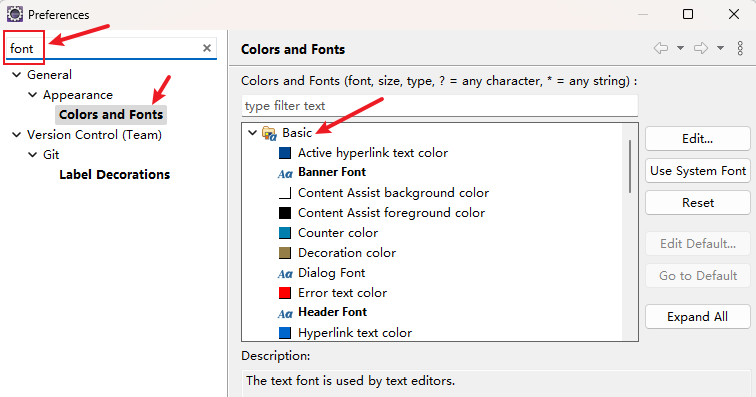 Preferences
font
General
Appearance
Colors and Fonts
Version Control (Team)
Git
Label Decorations
Colors and Fonts
Colors and Fonts (font, size, type, ? = any character, * = any string) :
type filter text
Basic
Active hyperlink text color
Aa Banner Font
Content Assist background color
Content Assist foreground color
Counter color
Decoration color
Aa Dialog Font
Error text color
Aa Header Font
Hyperlink text color
Edit...
Use System Font
Reset
Edit Default...
Go to Default
Expand All
Description:
The text font is used by text editors.